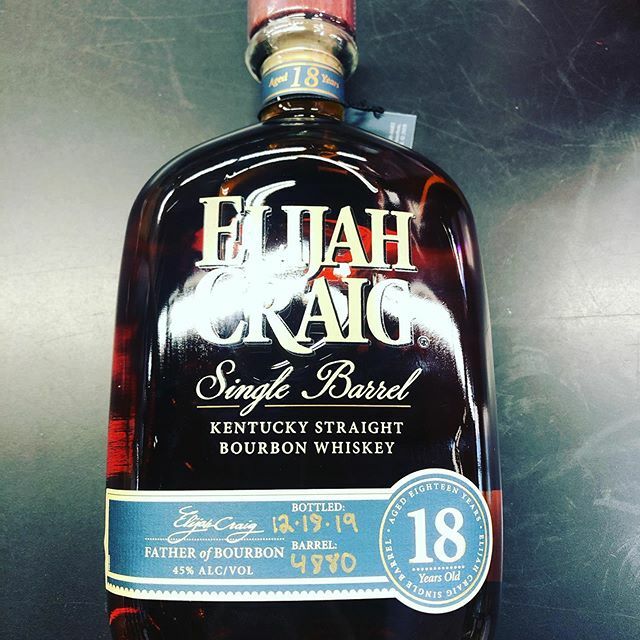 Aged 18 Years
ELIJAH
CRAIG®
Single Barrel
KENTUCKY STRAIGHT
BOURBON WHISKEY
Elijah Craig
FATHER of BOURBON
45% ALC/VOL
BOTTLED:
12.19.19
BARREL:
4880
• AGED EIGHTEEN YEARS •
18
Years Old
ELIJAH CRAIG SINGLE BARREL